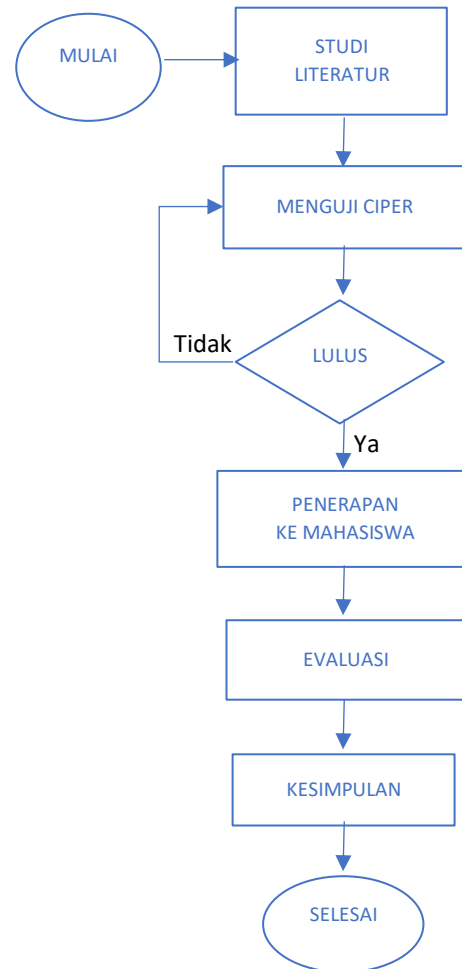 MULAI
STUDI
LITERATUR
MENGUJI CIPER
LULUS
Tidak
Ya
PENERAPAN
KE MAHASISWA
EVALUASI
KESIMPULAN
SELESAI